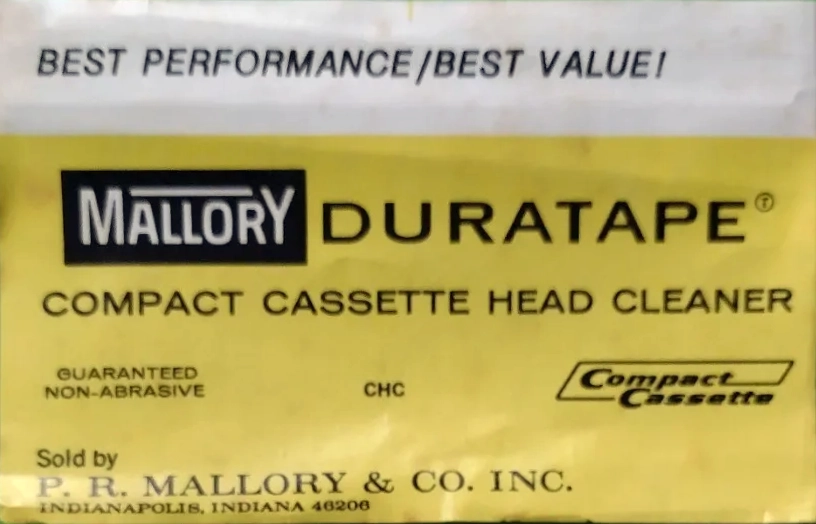 BEST PERFORMANCE/BEST VALUE!
MALLORY DURATAPE®
COMPACT CASSETTE HEAD CLEANER
GUARANTEED
NON-ABRASIVE
CHC
Compact
Cassette
Sold by
P. R. MALLORY & CO. INC.
INDIANAPOLIS, INDIANA 46206